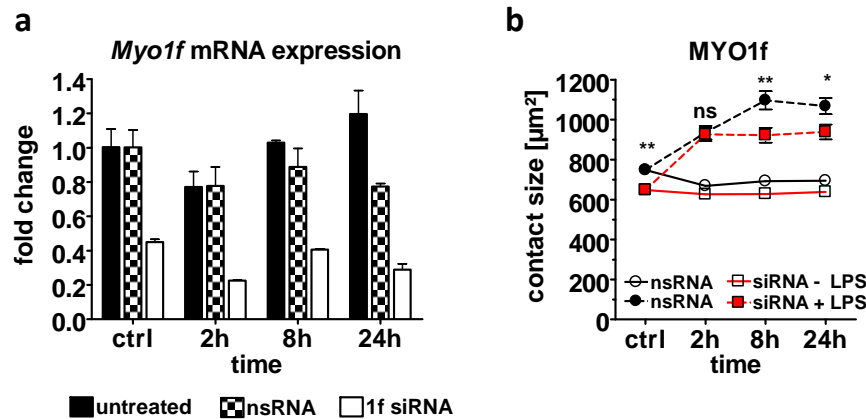 a
Myo1f mRNA expression
fold change
1.4
1.2
1.0
0.8
0.6
0.4
0.2
0.0
ctrl 2h 8h 24h
time
untreated nsRNA 1f siRNA
b
MYO1f
contact size [µm²]
1200
1000
800
600
400
200
0
** ns ** *
nsRNA siRNA - LPS
nsRNA siRNA + LPS
ctrl 2h 8h 24h
time